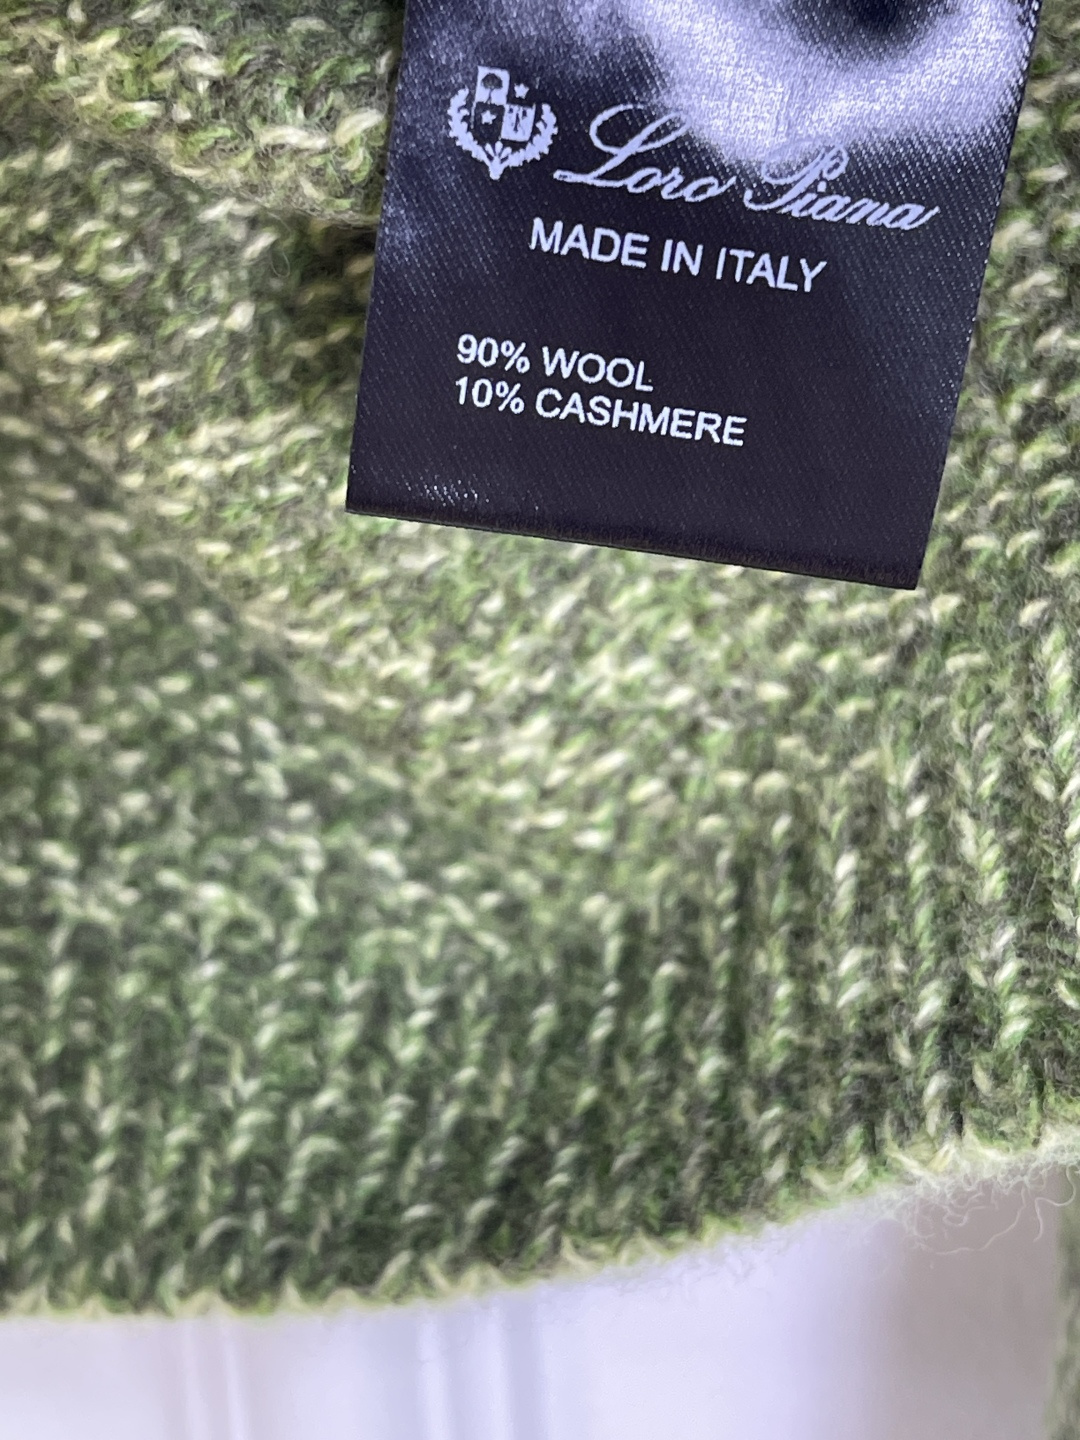 Loro Piana
MADE IN ITALY
90% WOOL
10% CASHMERE